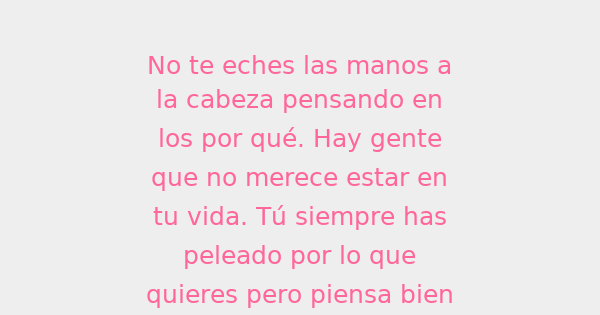 No te eches las manos a
la cabeza pensando en
los por qué. Hay gente
que no merece estar en
tu vida. Tú siempre has
peleado por lo que
quieres pero piensa bien